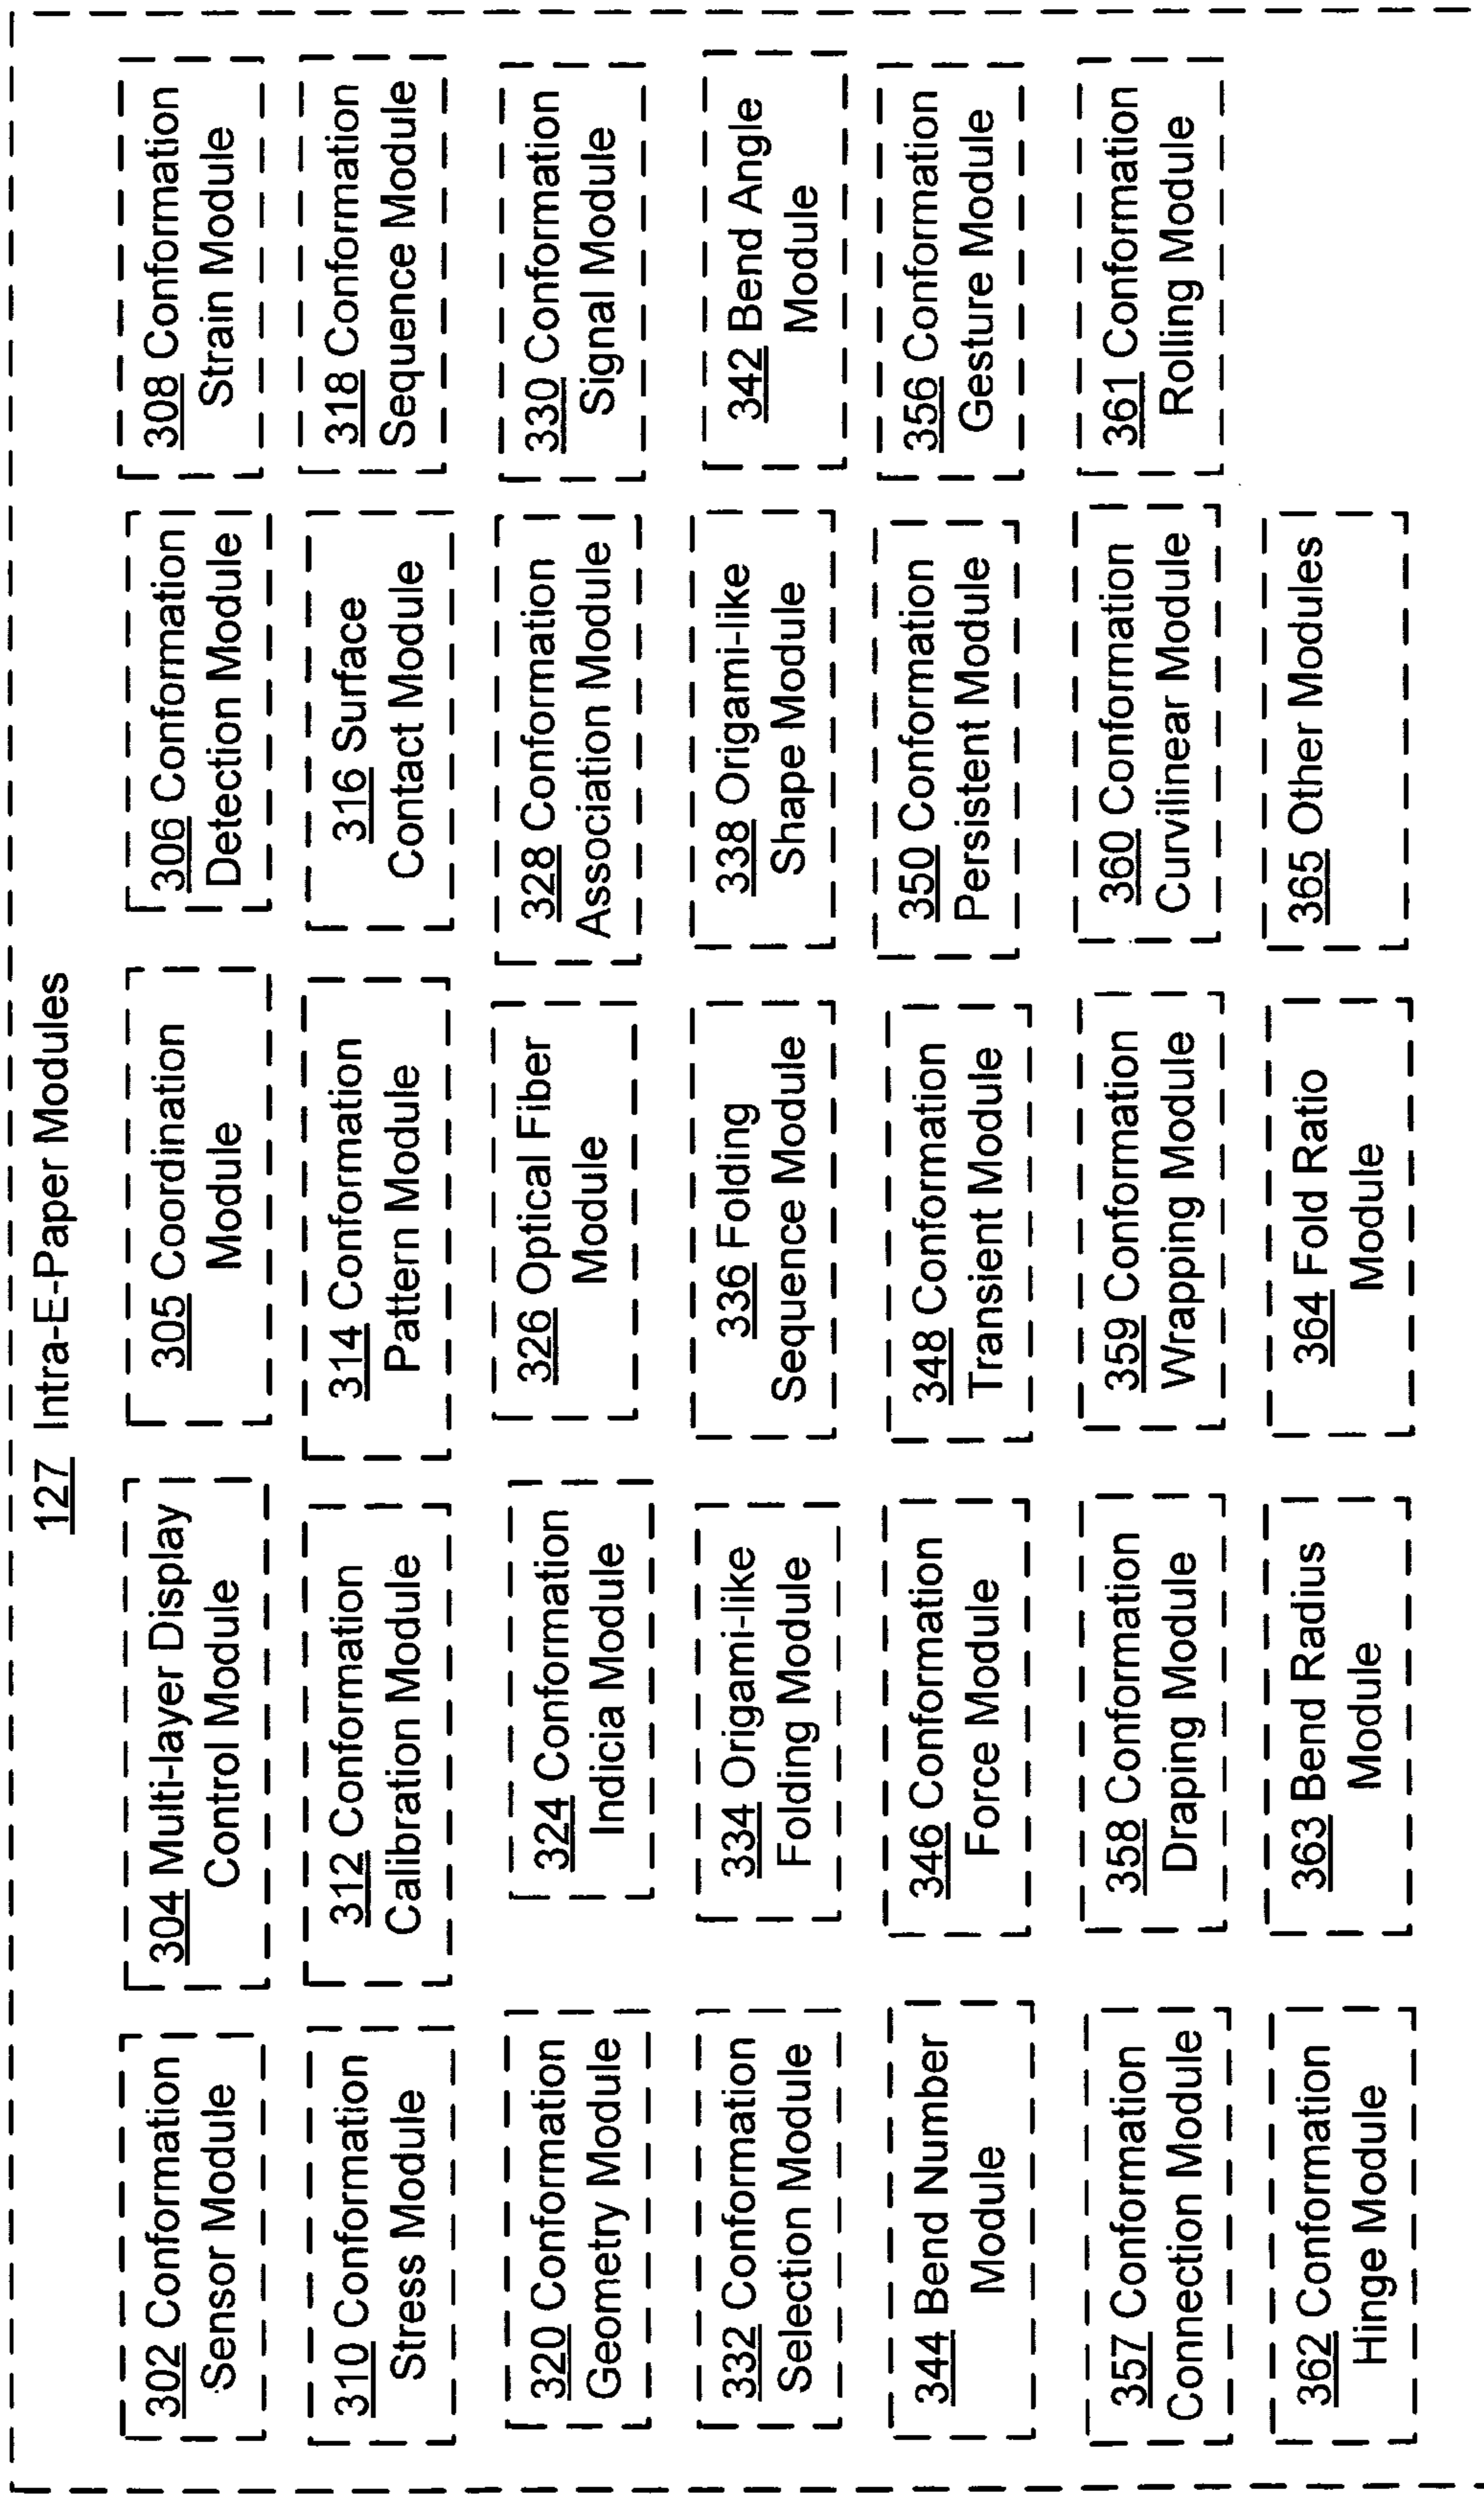 127 Intra-E-Paper Modules
302 Conformation
Sensor Module
304 Multi-layer Display
Control Module
305 Coordination
Module
306 Conformation
Detection Module
308 Conformation
Strain Module
310 Conformation
Stress Module
312 Conformation
Calibration Module
314 Conformation
Pattern Module
316 Surface
Contact Module
318 Conformation
Sequence Module
320 Conformation
Geometry Module
324 Conformation
Indicia Module
326 Optical Fiber
Module
328 Conformation
Association Module
330 Conformation
Signal Module
332 Conformation
Selection Module
334 Origami-like
Folding Module
336 Folding
Sequence Module
338 Origami-like
Shape Module
342 Bend Angle
Module
344 Bend Number
Module
346 Conformation
Force Module
348 Conformation
Transient Module
350 Conformation
Persistent Module
356 Conformation
Gesture Module
357 Conformation
Connection Module
358 Conformation
Draping Module
359 Conformation
Wrapping Module
360 Conformation
Curvilinear Module
361 Conformation
Rolling Module
362 Conformation
Hinge Module
363 Bend Radius
Module
364 Fold Ratio
Module
365 Other Modules